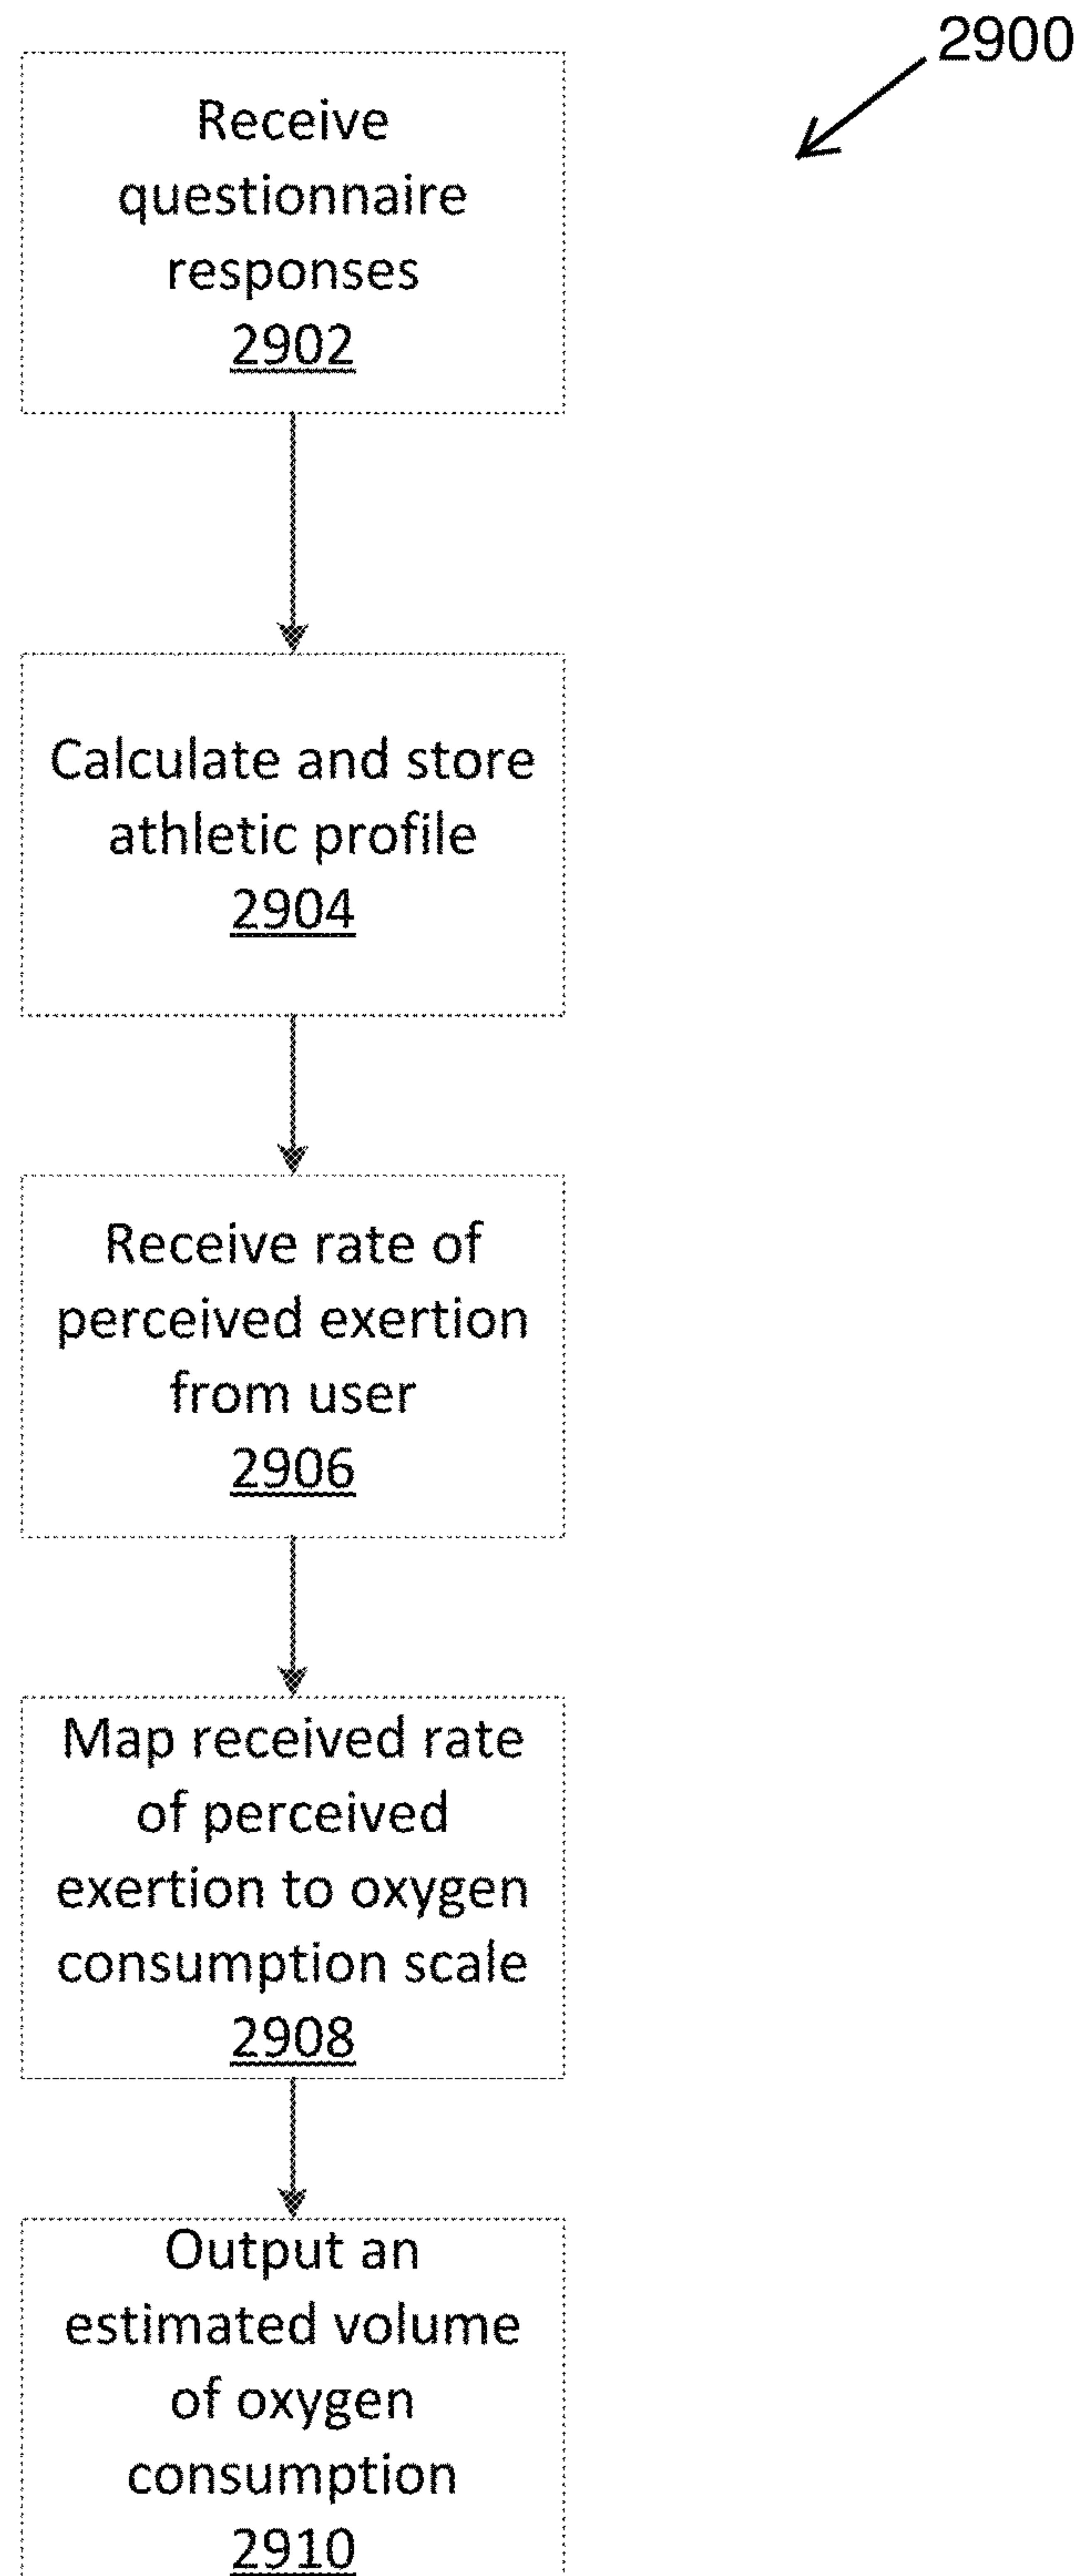 2900
Receive
questionnaire
responses
2902
Calculate and store
athletic profile
2904
Receive rate of
perceived exertion
from user
2906
Map received rate
of perceived
exertion to oxygen
consumption scale
2908
Output an
estimated volume
of oxygen
consumption
2910